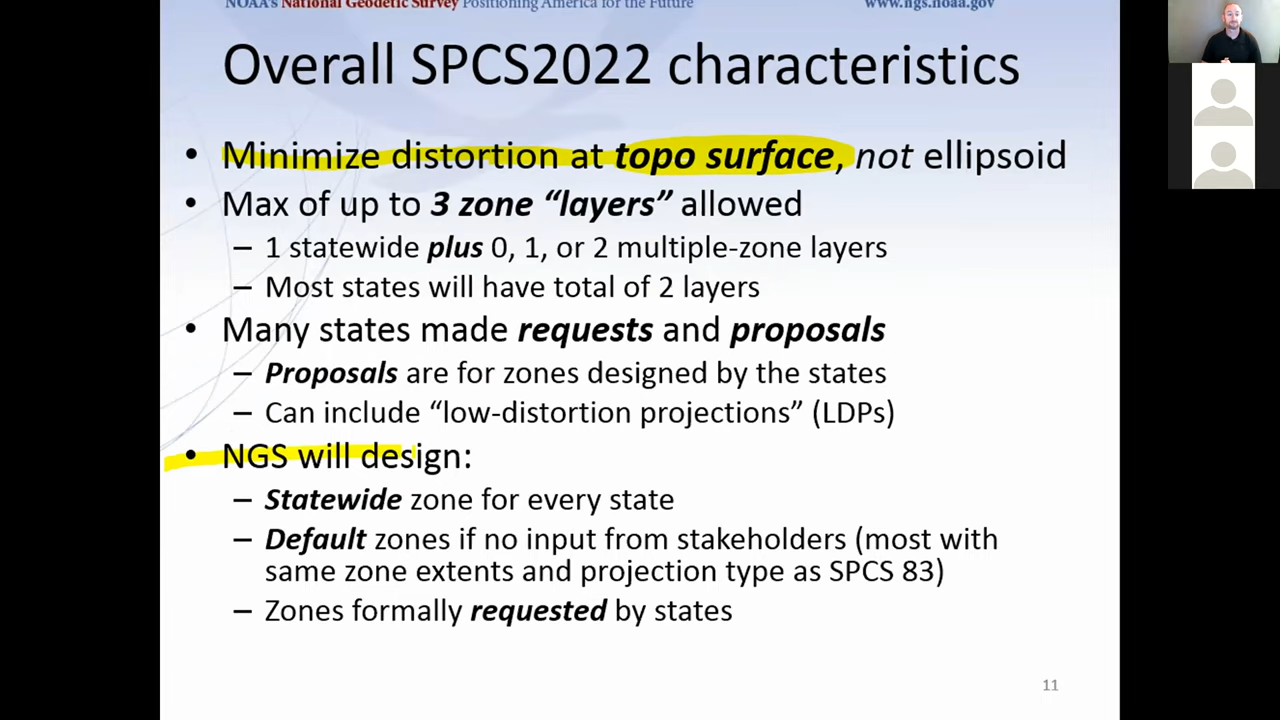 NOAA's National Geodetic Survey Positioning America for the Future www.ngs.noaa.gov
Overall SPCS2022 characteristics
• Minimize distortion at topo surface, not ellipsoid
• Max of up to 3 zone “layers” allowed
– 1 statewide plus 0, 1, or 2 multiple-zone layers
– Most states will have total of 2 layers
• Many states made requests and proposals
– Proposals are for zones designed by the states
– Can include “low-distortion projections” (LDPs)
• NGS will design:
– Statewide zone for every state
– Default zones if no input from stakeholders (most with
same zone extents and projection type as SPCS 83)
– Zones formally requested by states
11